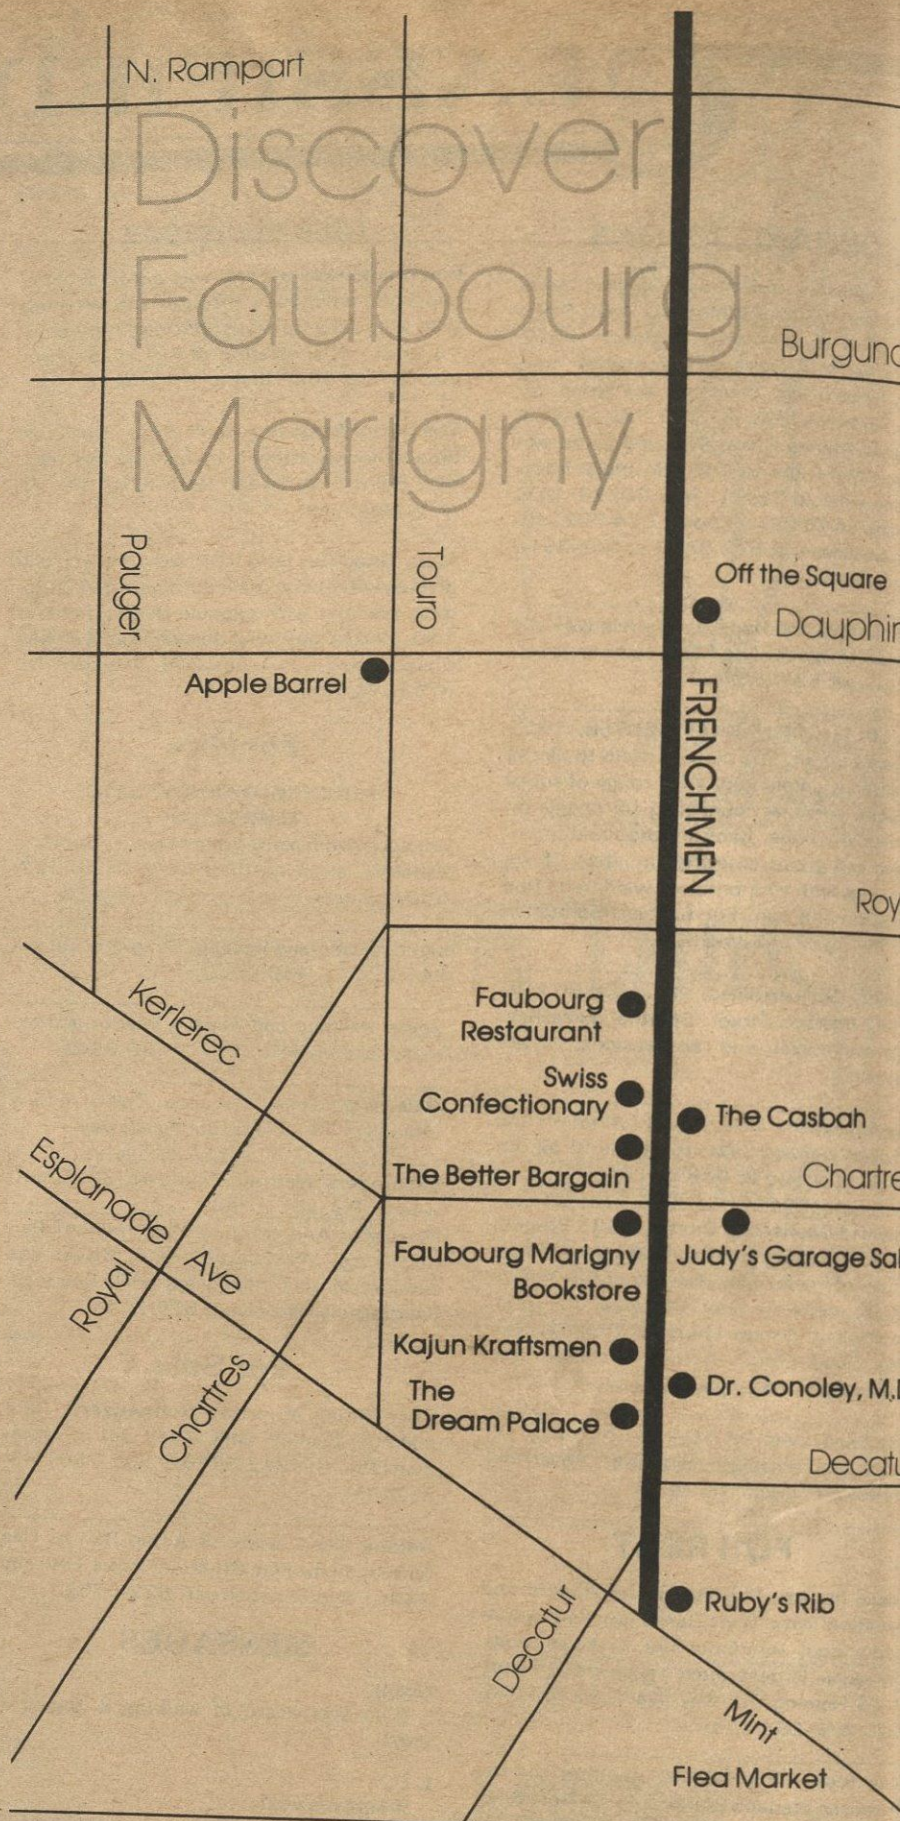 N. Rampart
Discover
Faubourg
Burgund
Marigny
Pauger
Touro
Off the Square
Dauphin
Apple Barrel
FRENCHMEN
Roy
Kerlerec
Faubourg
Restaurant
Swiss
Confectionary
The Casbah
Esplanade Ave
The Better Bargain
Chartre
Royal
Faubourg Marigny
Bookstore
Judy's Garage Sal
Kajun Kraftsmen
Chartres
Dr. Conoley, M.D
The
Dream Palace
Decatu
Decatur
Ruby's Rib
Mint
Flea Market